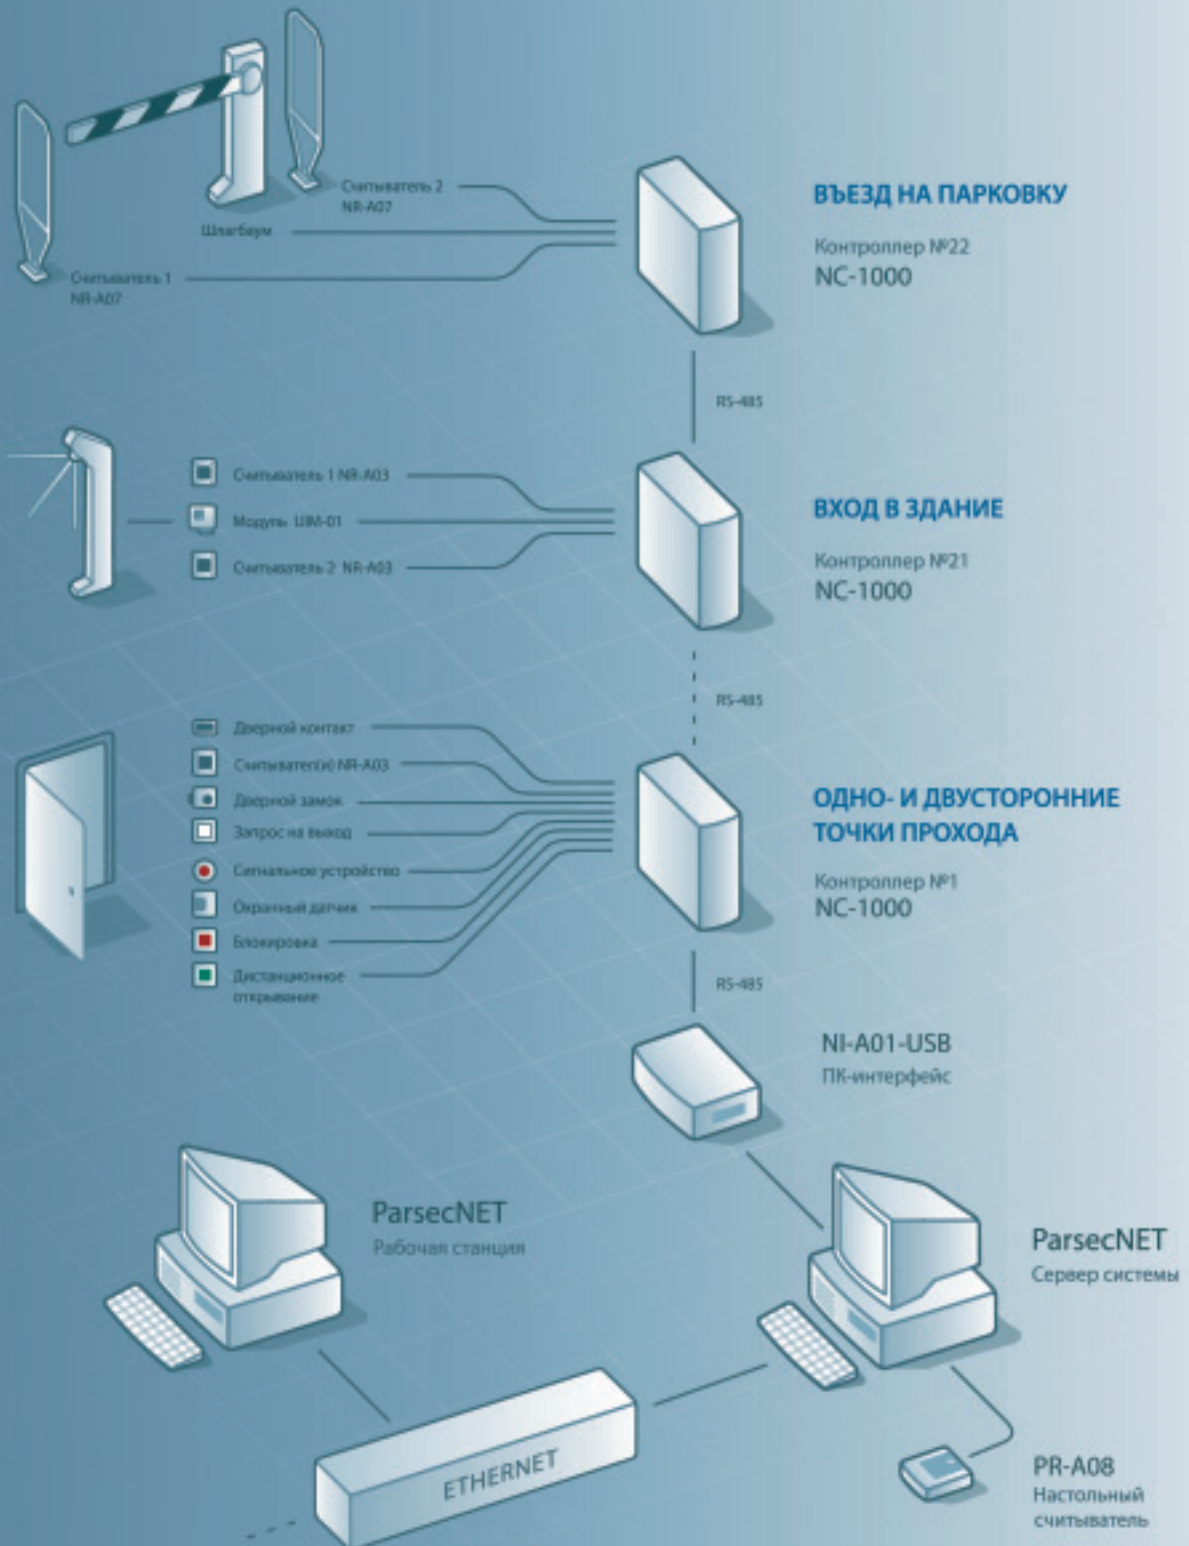 Считыватель 2
NR-A07
Шлагбаум
Считыватель 1
NR-A07
ВЪЕЗД НА ПАРКОВКУ
Контроллер №22
NC-1000
RS-485
Считыватель 1 NR-A03
Модуль UIM-01
Считыватель 2 NR-A03
ВХОД В ЗДАНИЕ
Контроллер №21
NC-1000
RS-485
Дверной контакт
Считывател(и) NR-A03
Дверной замок
Запрос на выход
Сигнальное устройство
Охранный датчик
Блокировка
Дистанционное
открывание
ОДНО- И ДВУСТОРОННИЕ
ТОЧКИ ПРОХОДА
Контроллер №1
NC-1000
RS-485
NI-A01-USB
ПК-интерфейс
ParsecNET
Рабочая станция
ParsecNET
Сервер системы
ETHERNET
PR-A08
Настольный
считыватель